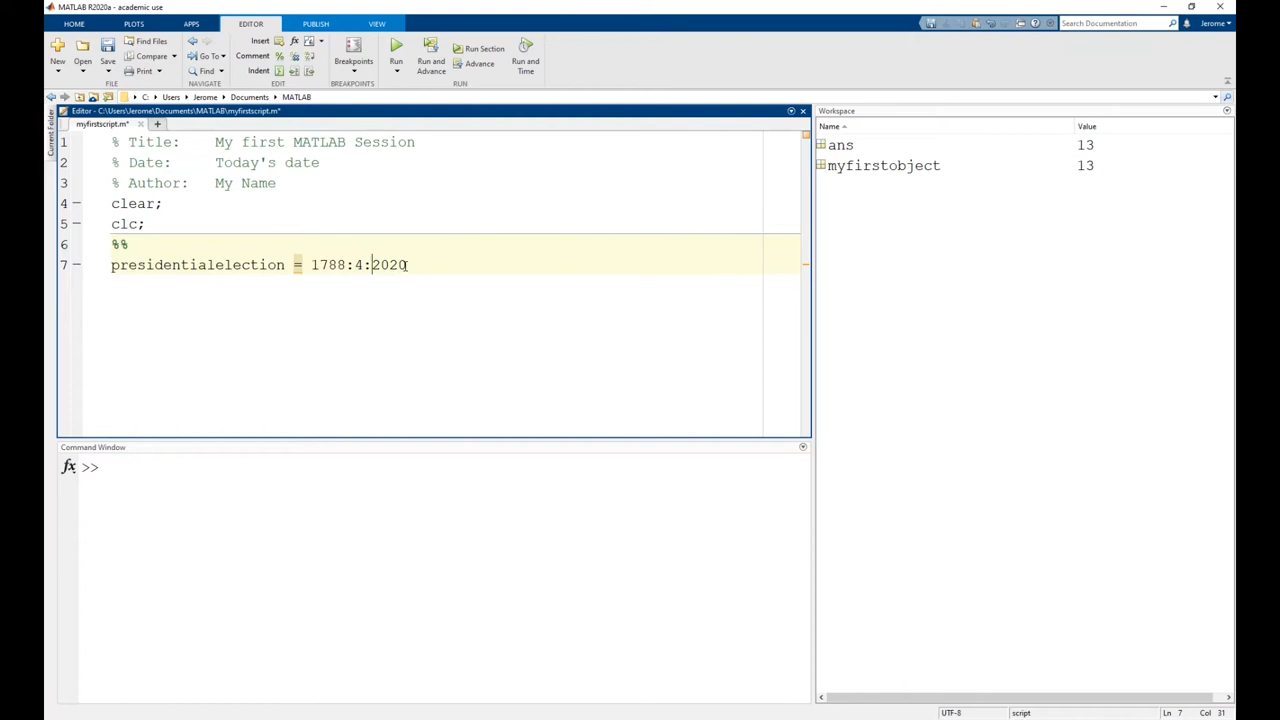 MATLAB R2020a - academic use
HOME PLOTS APPS EDITOR PUBLISH VIEW Search Documentation Jerome
New Open Save Find Files Compare Print Go To Find Insert Comment Indent Breakpoints Run Run and Advance Run Section Advance Run and Time
FILE NAVIGATE EDIT BREAKPOINTS RUN
C: Users Jerome Documents MATLAB
Current Folder
Editor - C:\Users\Jerome\Documents\MATLAB\myfirstscript.m*
myfirstscript.m*
1 % Title: My first MATLAB Session
2 % Date: Today's date
3 % Author: My Name
4 clear;
5 clc;
6 %%
7 presidentialelection = 1788:4:2020
Command Window
fx >>
Workspace
Name Value
ans 13
myfirstobject 13
UTF-8 script Ln 7 Col 31